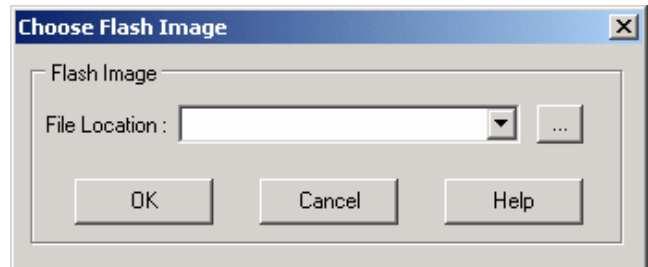 Choose Flash Image
Flash Image
File Location :
...
OK Cancel Help